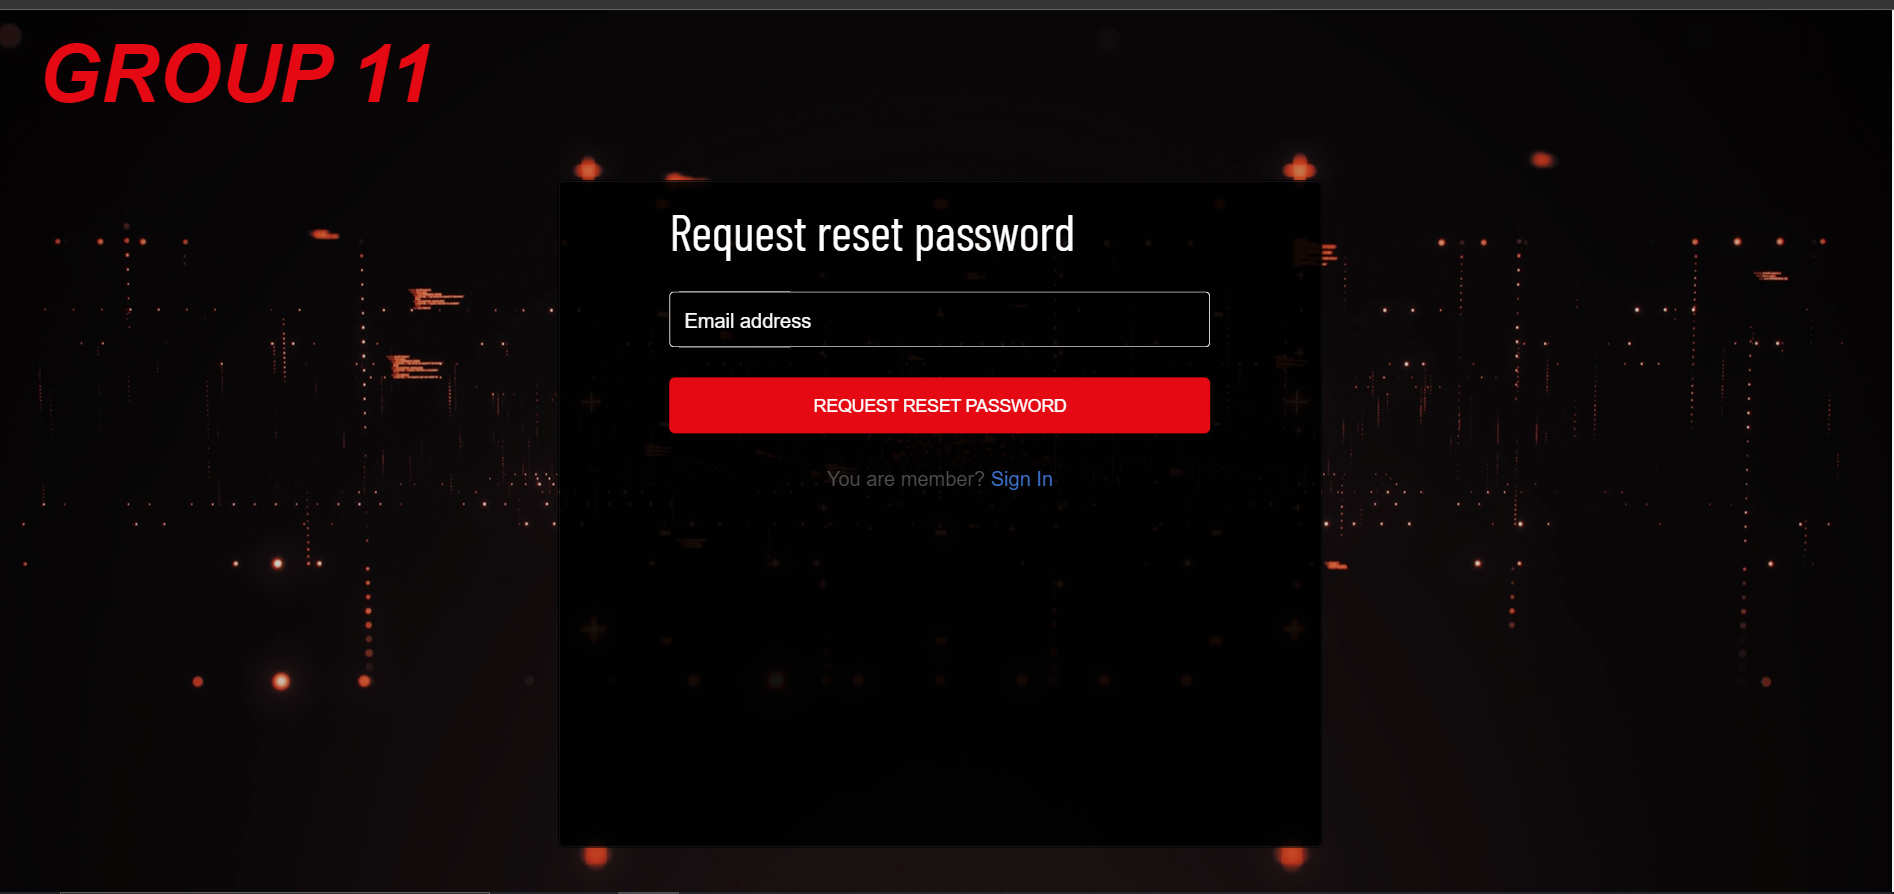 GROUP 11
Request reset password
Email address
REQUEST RESET PASSWORD
You are member? Sign In